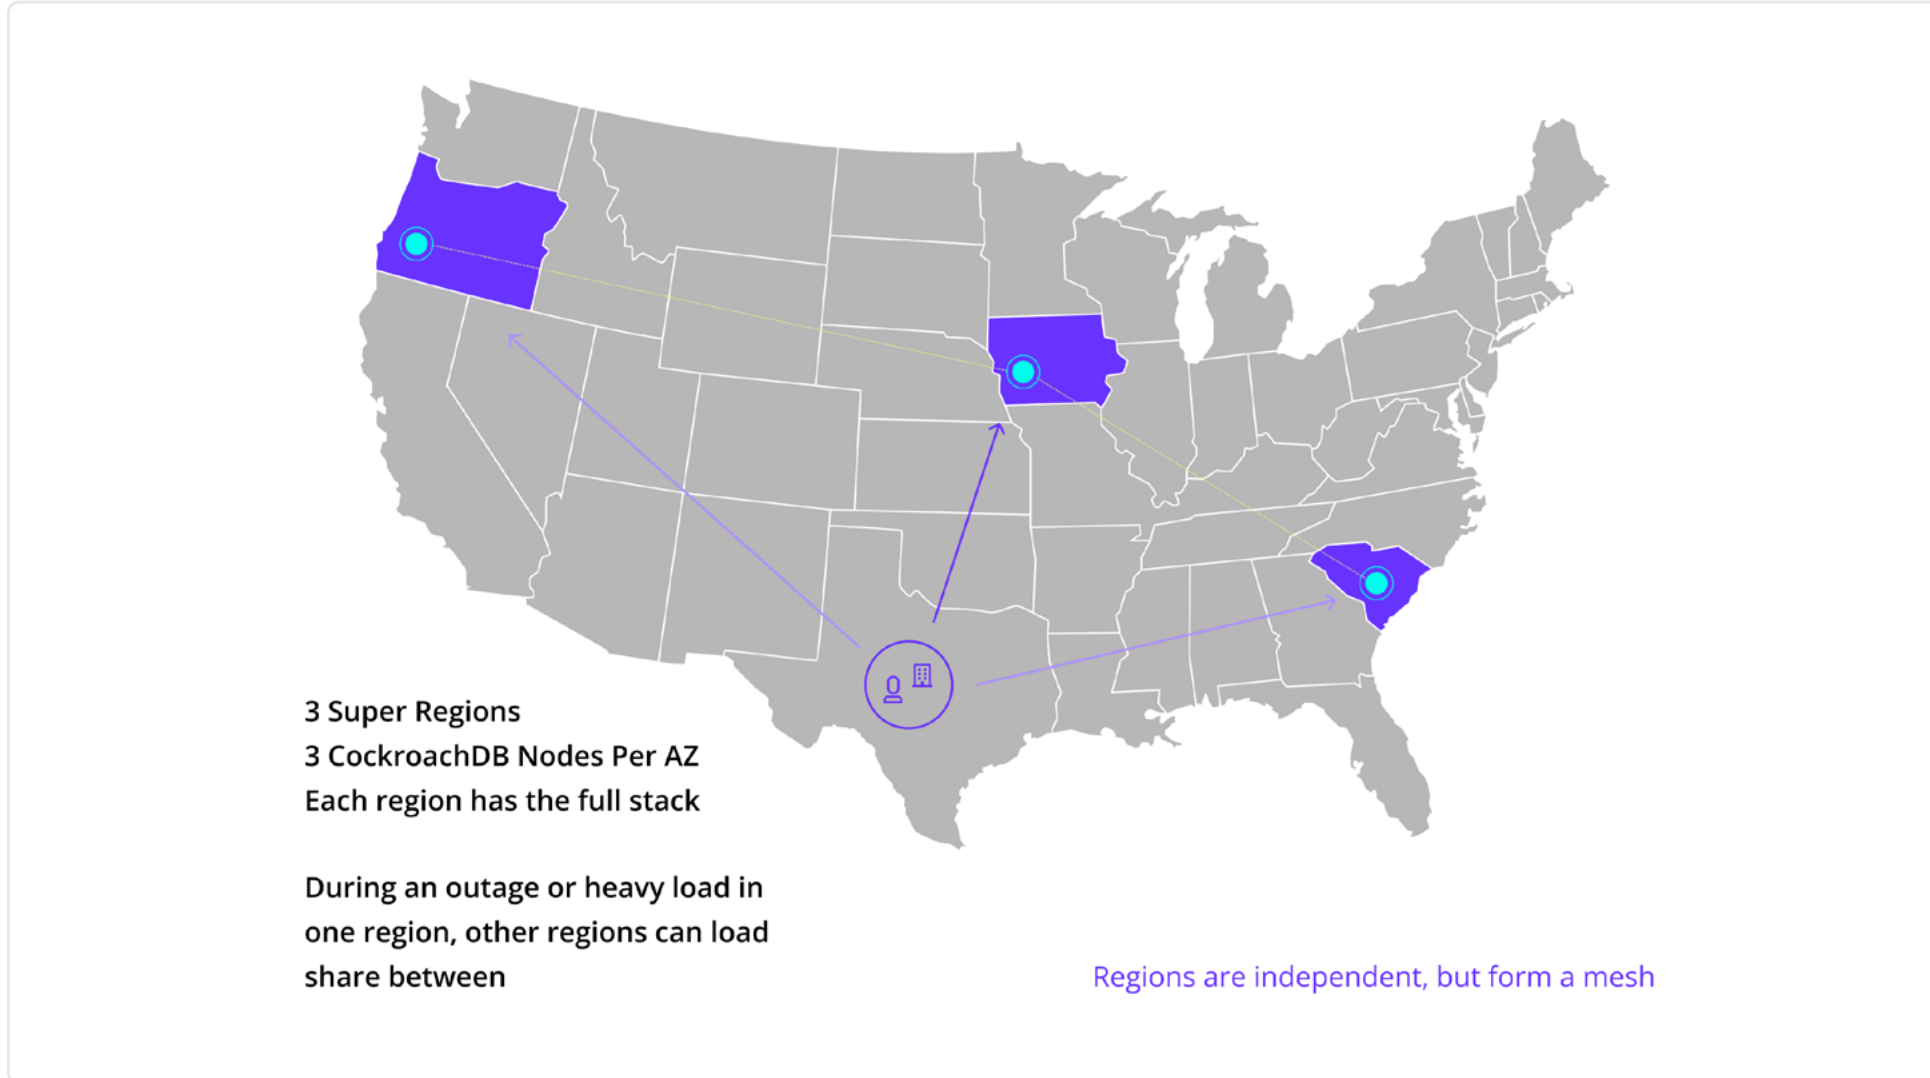 3 Super Regions
3 CockroachDB Nodes Per AZ
Each region has the full stack
During an outage or heavy load in
one region, other regions can load
share between
Regions are independent, but form a mesh